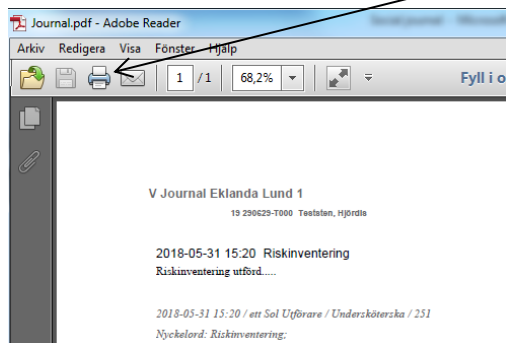 Journal.pdf - Adobe Reader
Arkiv Redigera Visa Fönster Hjälp
1 /1 68,2% Fyll i o
V Journal Eklanda Lund 1
19 290629-T000 Teststen, Hjördis
2018-05-31 15:20 Riskinventering
Riskinventering utförd.....
2018-05-31 15:20 / ett Sol Utförare / Undersköterska / 251
Nyckelord: Riskinventering;